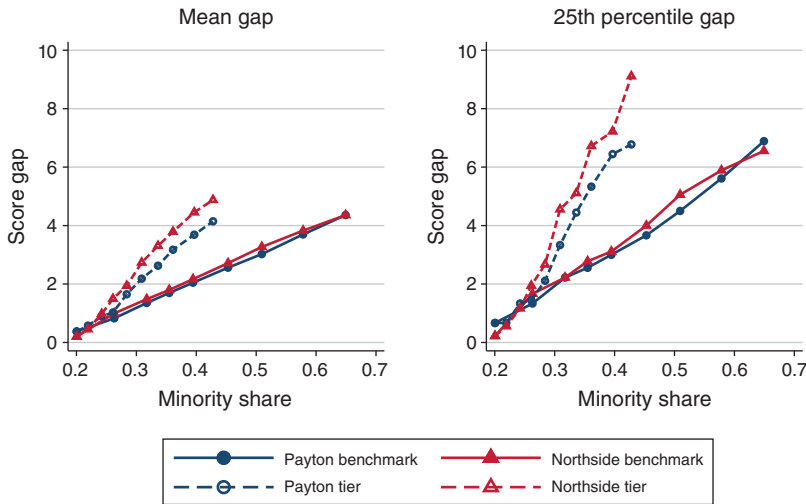 Mean gap
25th percentile gap
10
8
6
4
2
0
Score gap
0.2 0.3 0.4 0.5 0.6 0.7
Minority share
10
8
6
4
2
0
Score gap
0.2 0.3 0.4 0.5 0.6 0.7
Minority share
Payton benchmark Northside benchmark
Payton tier Northside tier